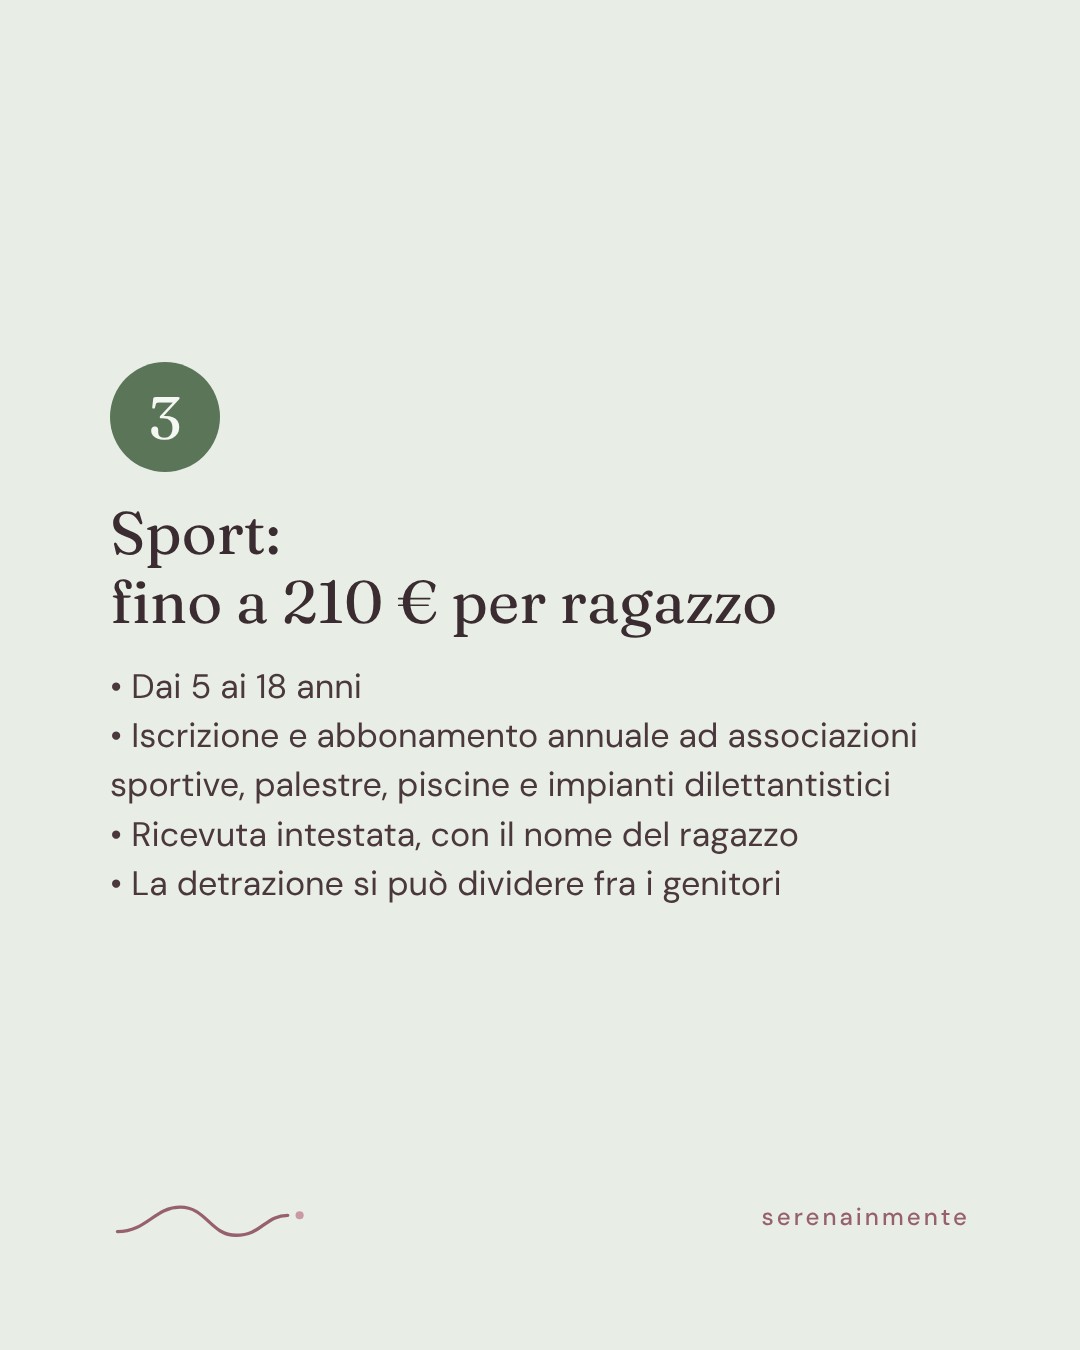 3
Sport:
fino a 210 € per ragazzo
• Dai 5 ai 18 anni
• Iscrizione e abbonamento annuale ad associazioni
sportive, palestre, piscine e impianti dilettantistici
• Ricevuta intestata, con il nome del ragazzo
• La detrazione si può dividere fra i genitori
serenainmente